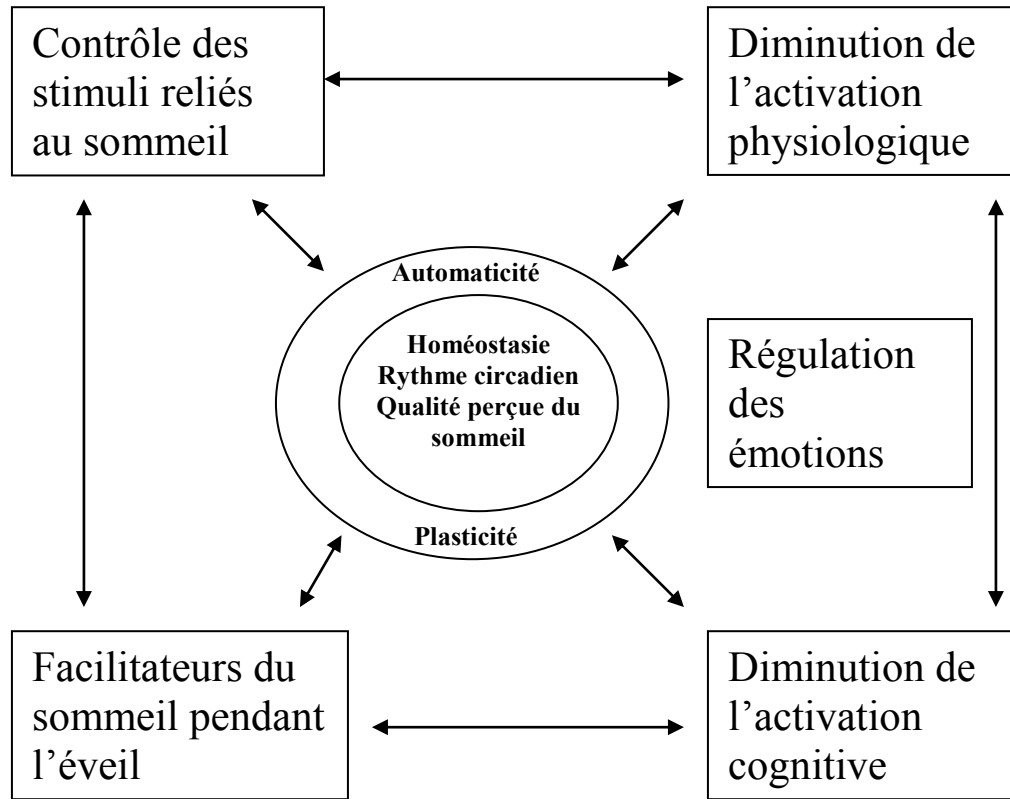 Contrôle des
stimuli reliés
au sommeil
Diminution de
l’activation
physiologique
Automaticité
Homéostasie
Rythme circadien
Qualité perçue du
sommeil
Plasticité
Régulation
des
émotions
Facilitateurs du
sommeil pendant
l’éveil
Diminution de
l’activation
cognitive